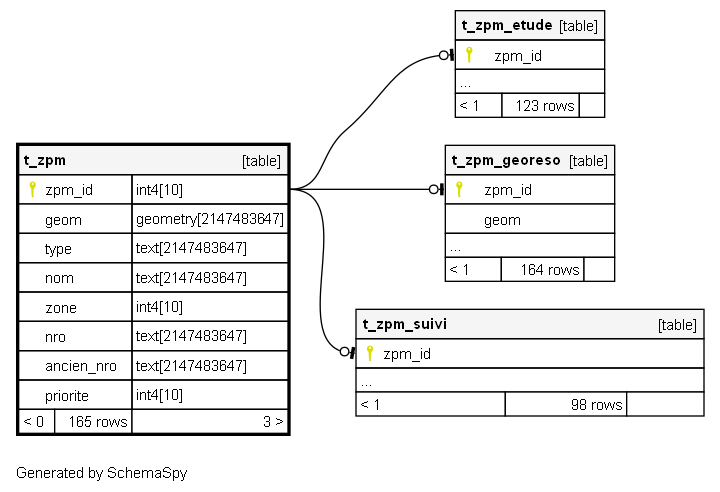 t_zpm_etude [table]
zpm_id
...
< 1 123 rows
t_zpm [table]
zpm_id int4[10]
geom geometry[2147483647]
type text[2147483647]
nom text[2147483647]
zone int4[10]
nro text[2147483647]
ancien_nro text[2147483647]
priorite int4[10]
< 0 165 rows 3 >
t_zpm_georeso [table]
zpm_id
geom
...
< 1 164 rows
t_zpm_suivi [table]
zpm_id
...
< 1 98 rows
Generated by SchemaSpy